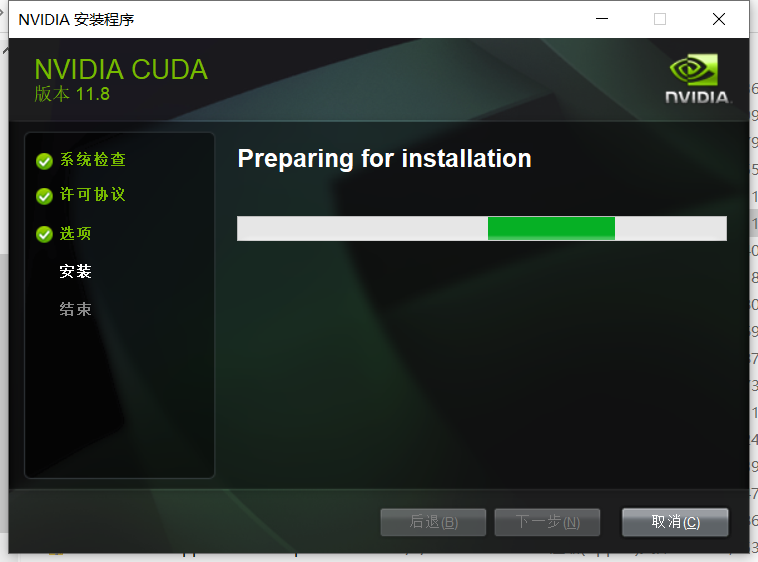 NVIDIA 安装程序
NVIDIA CUDA
版本 11.8
NVIDIA.
系统检查
许可协议
选项
安装
结束
Preparing for installation
后退(B)
下一步(N)
取消(C)